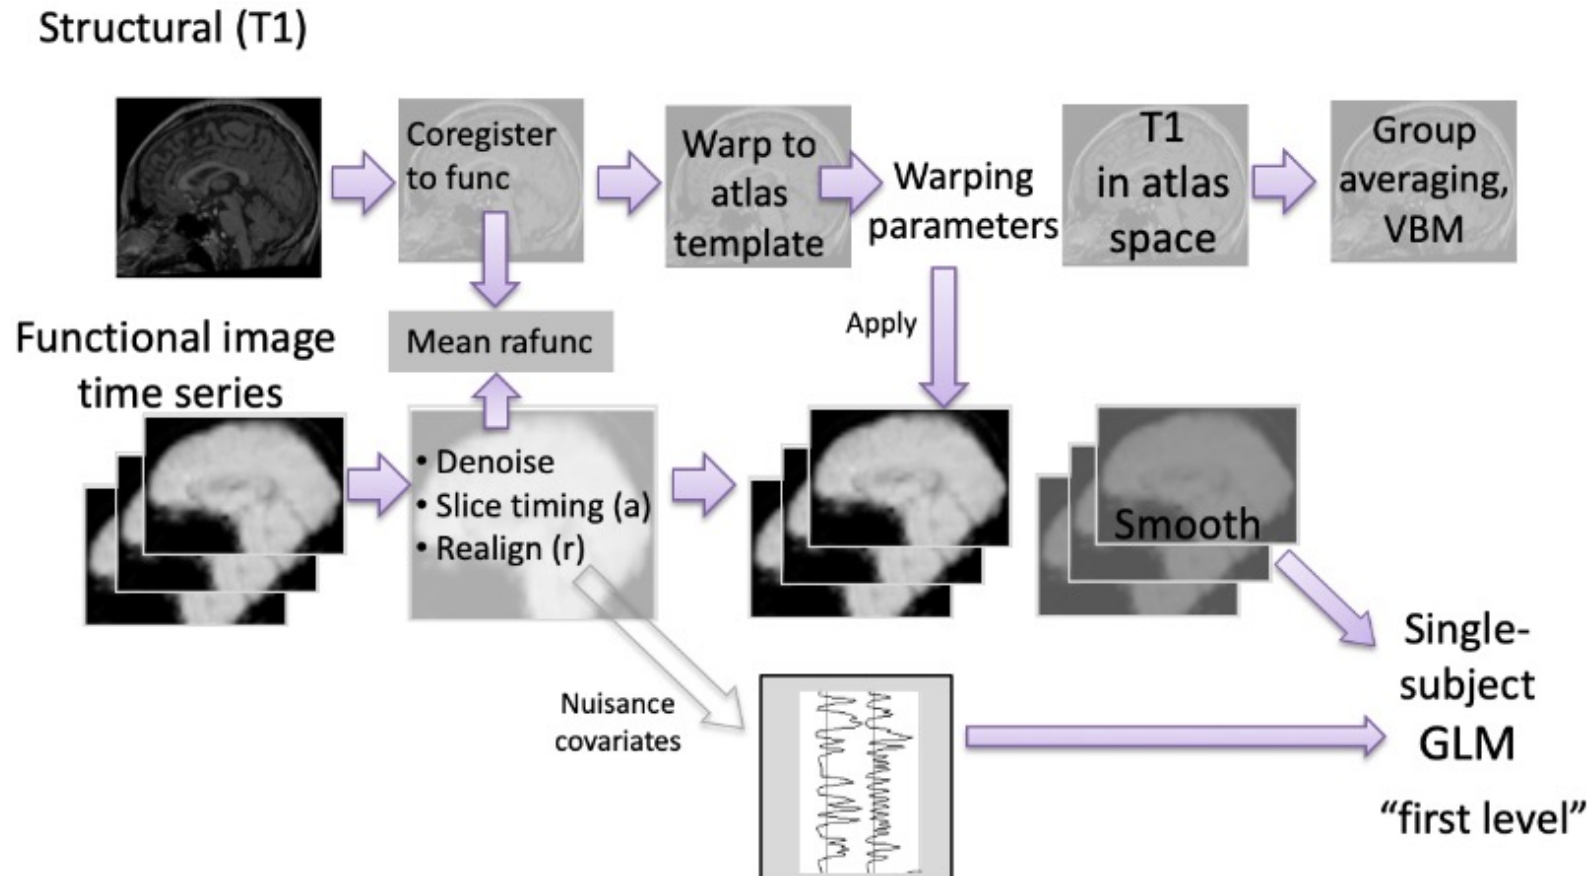 Structural (T1)
Coregister
to func
Warp to
atlas
template
Warping
parameters
T1
in atlas
space
Group
averaging,
VBM
Functional image
time series
Mean rafunc
Apply
• Denoise
• Slice timing (a)
• Realign (r)
Smooth
Nuisance
covariates
Single-
subject
GLM
“first level”